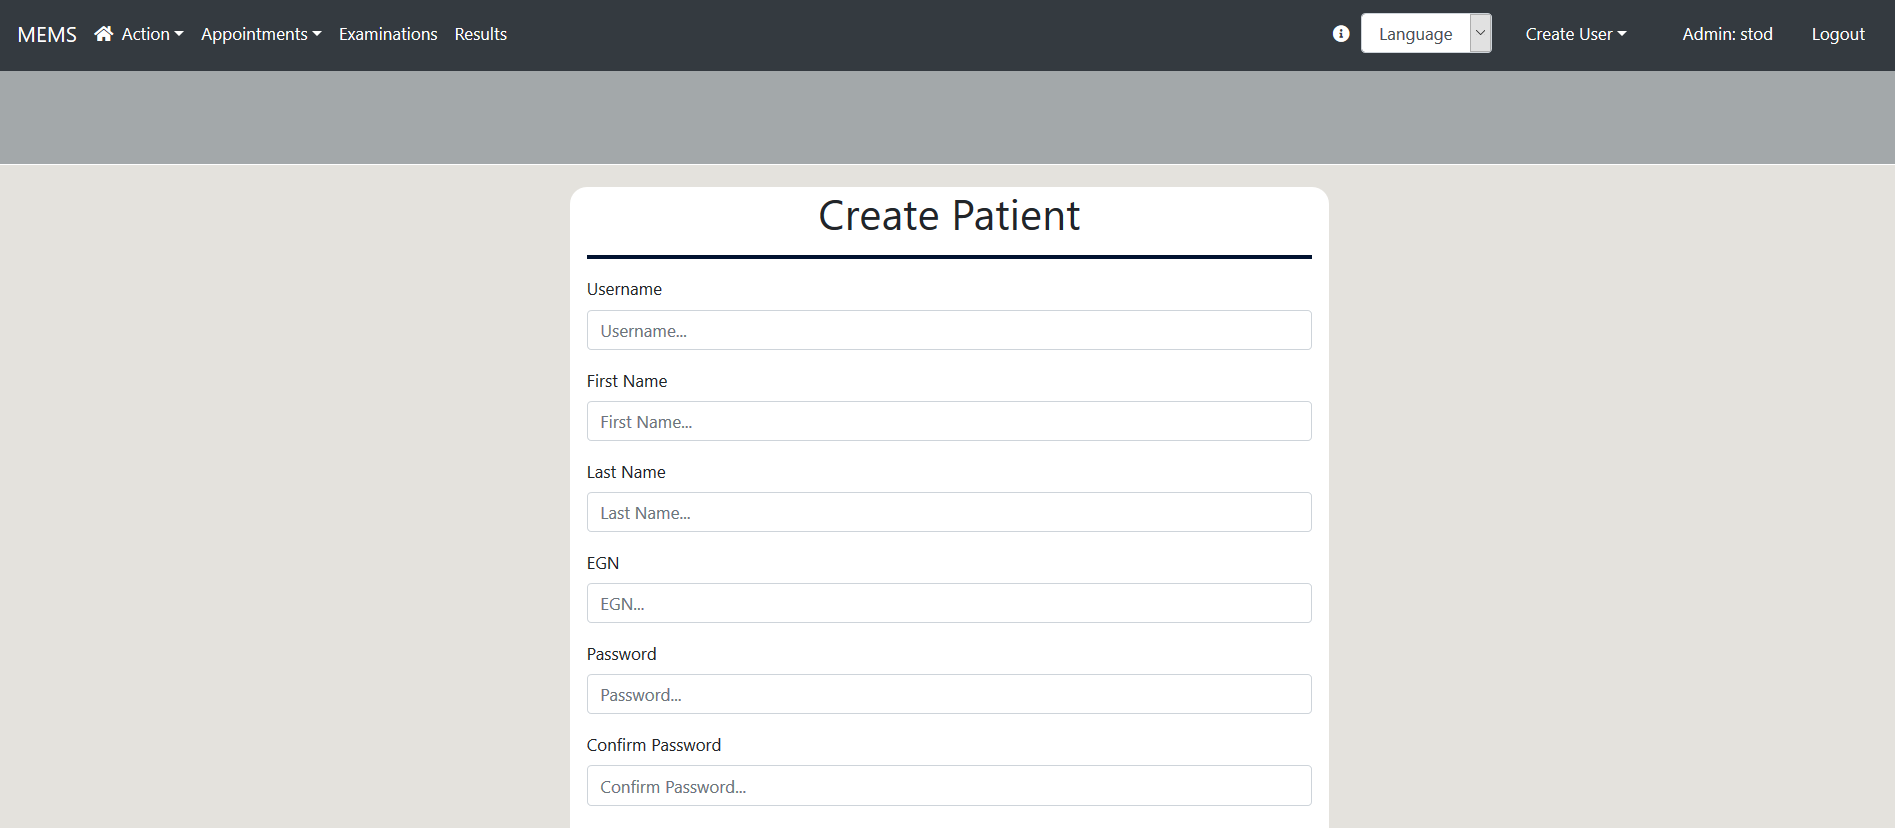 MEMS Action Appointments Examinations Results Language Create User Admin: stod Logout
Create Patient
Username
Username...
First Name
First Name...
Last Name
Last Name...
EGN
EGN...
Password
Password...
Confirm Password
Confirm Password...